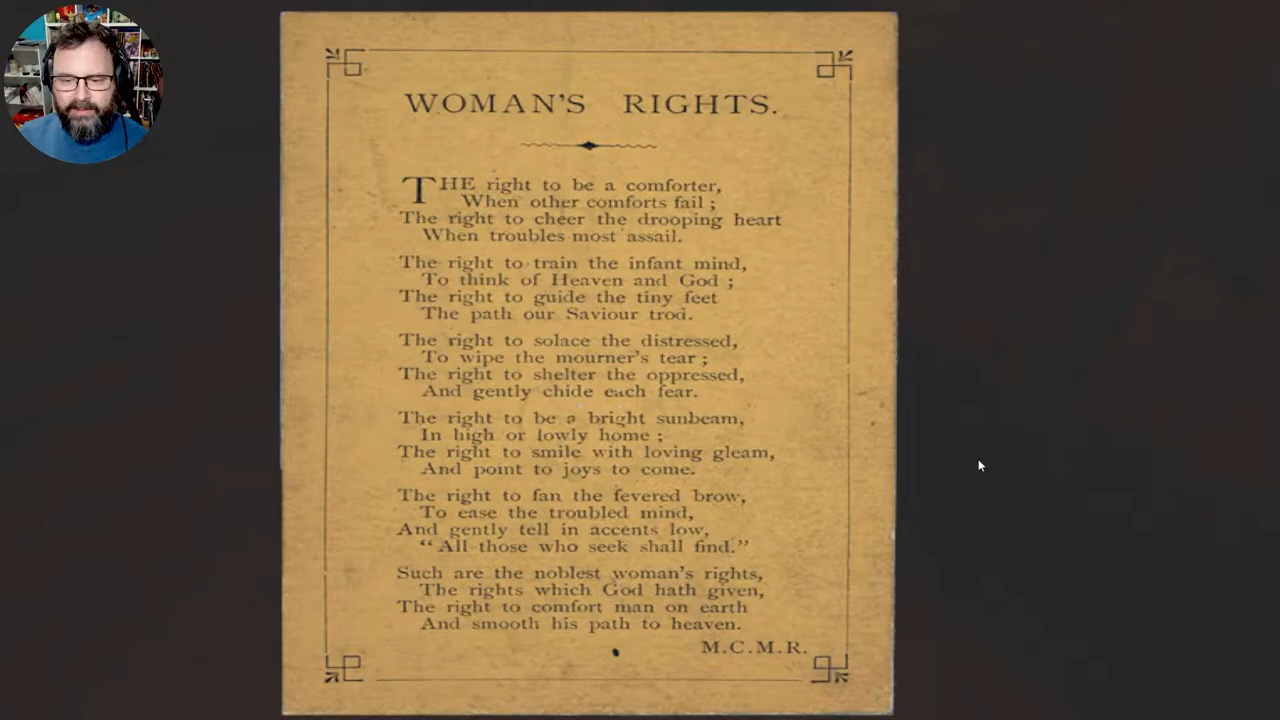 WOMAN'S RIGHTS.
THE right to be a comforter,
When other comforts fail ;
The right to cheer the drooping heart
When troubles most assail.
The right to train the infant mind,
To think of Heaven and God ;
The right to guide the tiny feet
The path our Saviour trod.
The right to solace the distressed,
To wipe the mourner's tear ;
The right to shelter the oppressed,
And gently chide each fear.
The right to be a bright sunbeam,
In high or lowly home ;
The right to smile with loving gleam,
And point to joys to come.
The right to fan the fevered brow,
To ease the troubled mind,
And gently tell in accents low,
"All those who seek shall find."
Such are the noblest woman's rights,
The rights which God hath given,
The right to comfort man on earth
And smooth his path to heaven.
M.C.M.R.